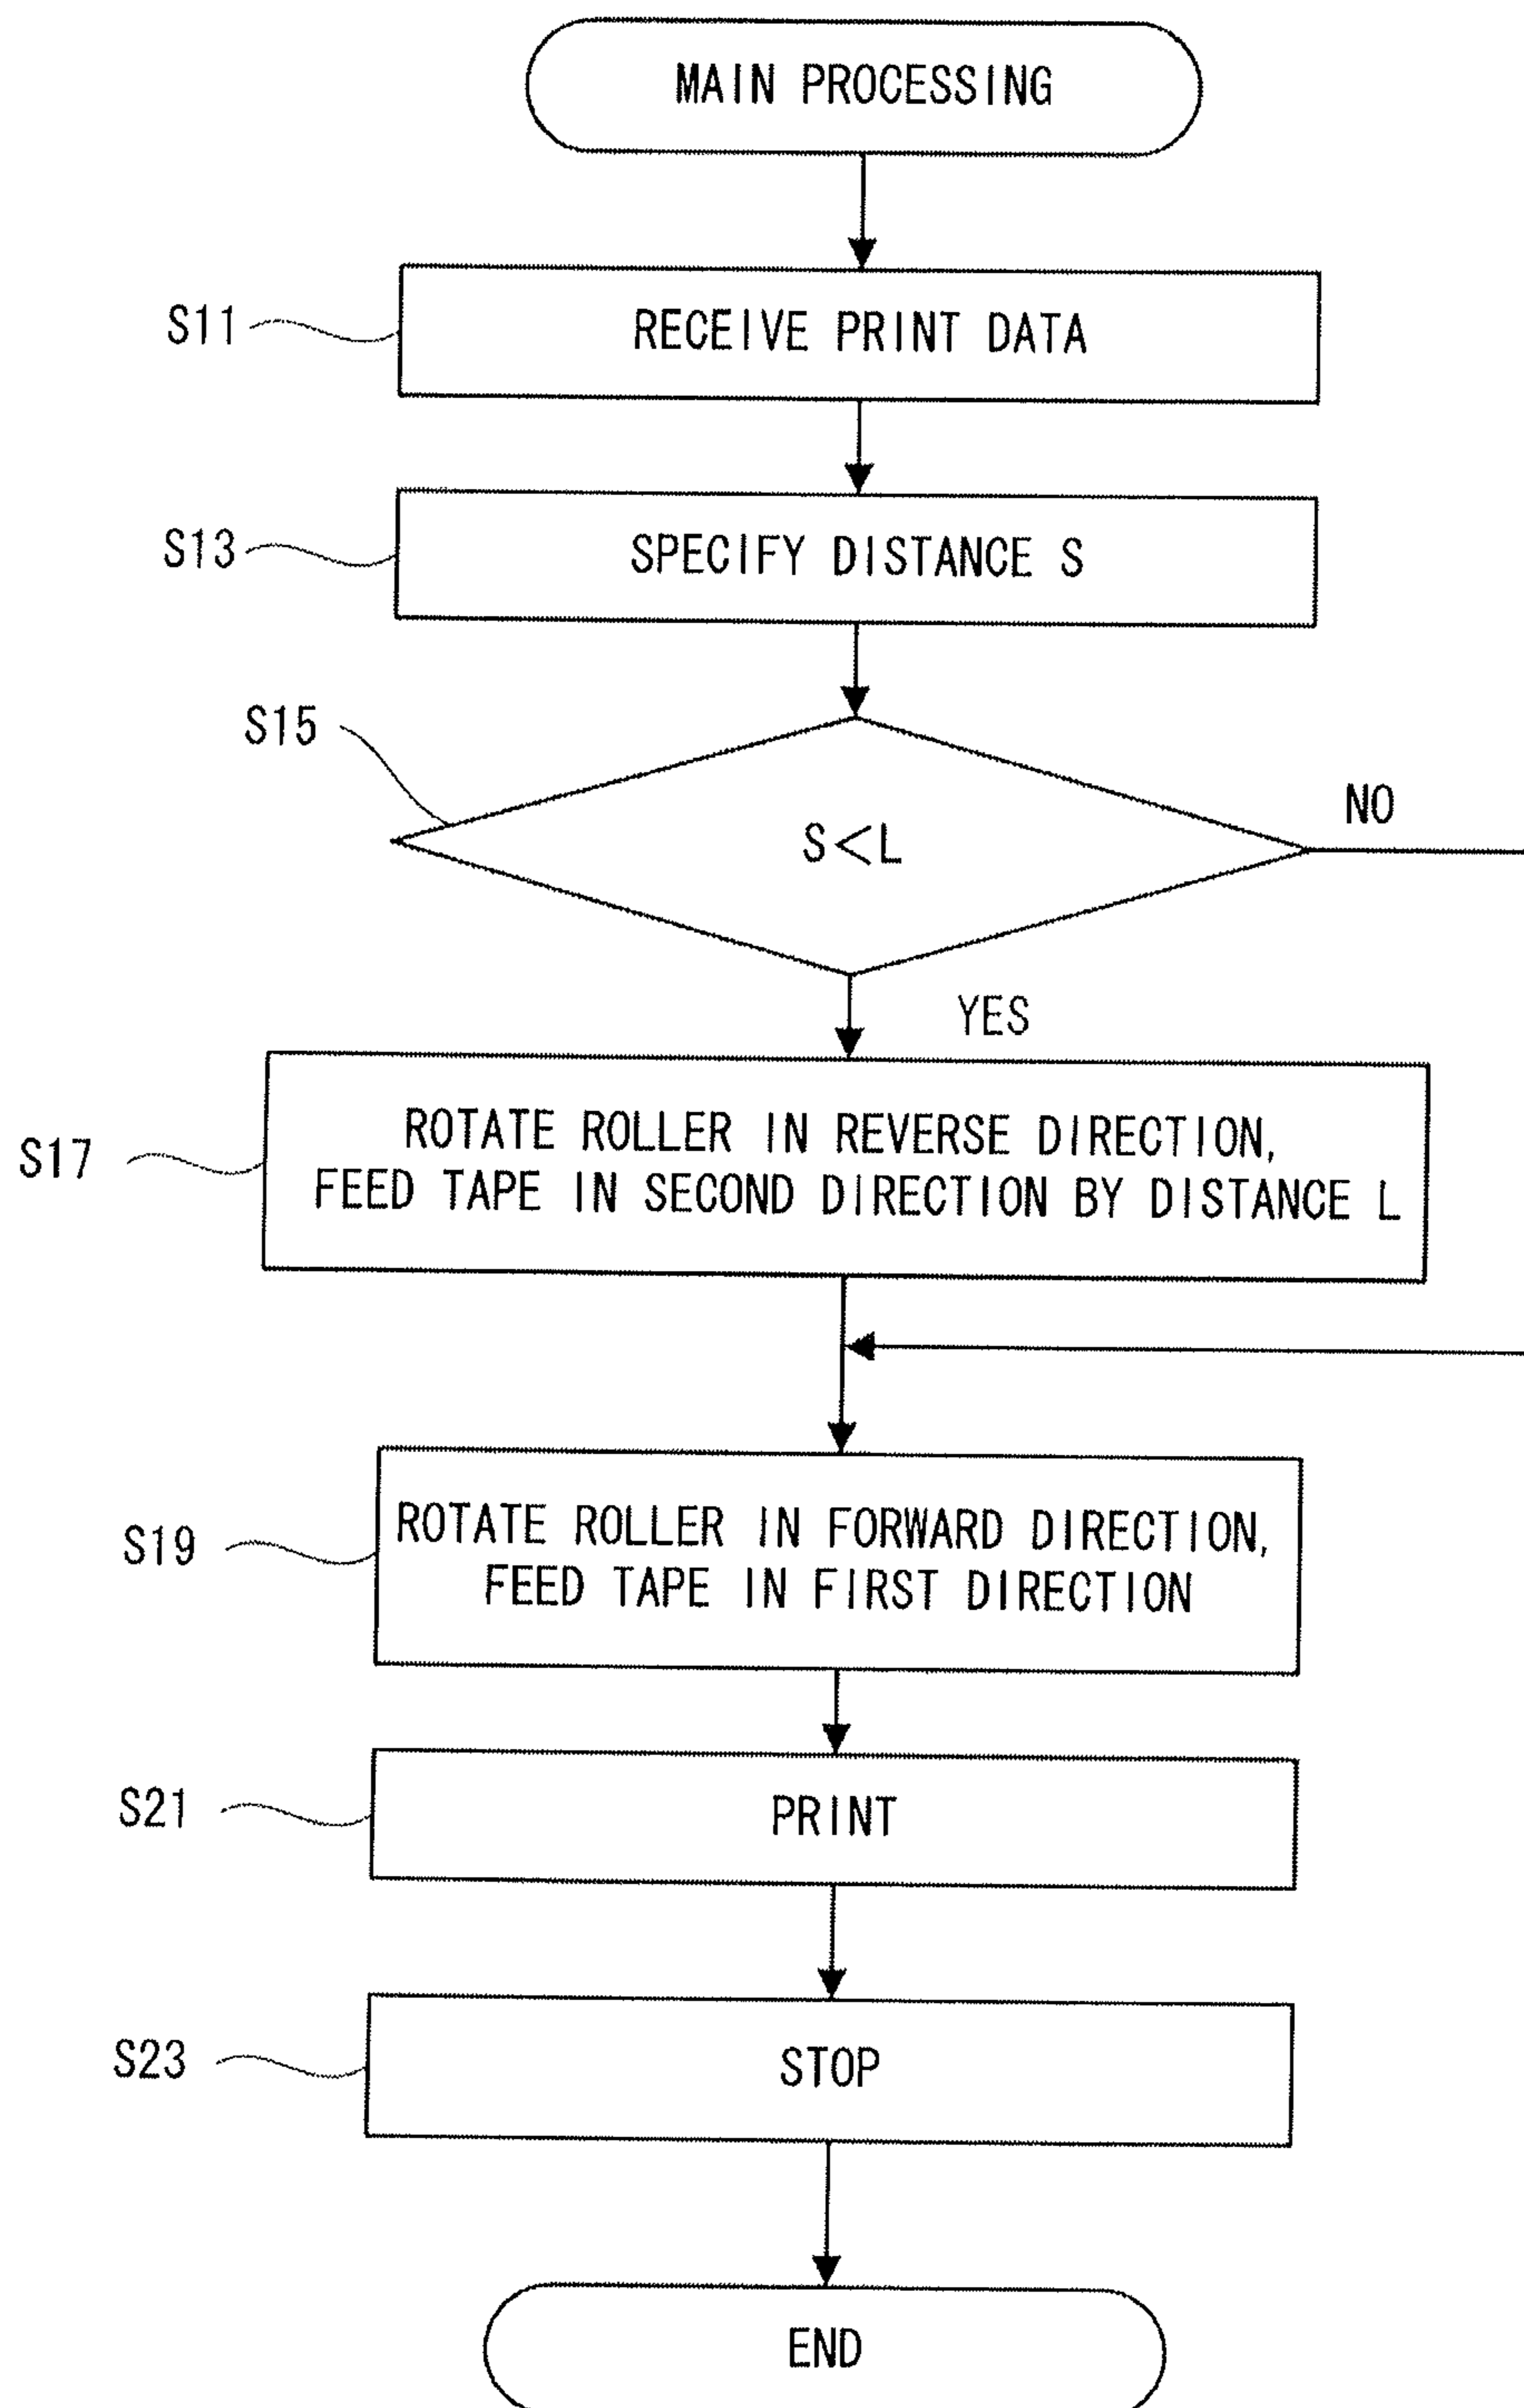 MAIN PROCESSING
S11
RECEIVE PRINT DATA
S13
SPECIFY DISTANCE S
S15
S<L
NO
YES
S17
ROTATE ROLLER IN REVERSE DIRECTION,
FEED TAPE IN SECOND DIRECTION BY DISTANCE L
S19
ROTATE ROLLER IN FORWARD DIRECTION,
FEED TAPE IN FIRST DIRECTION
S21
PRINT
S23
STOP
END